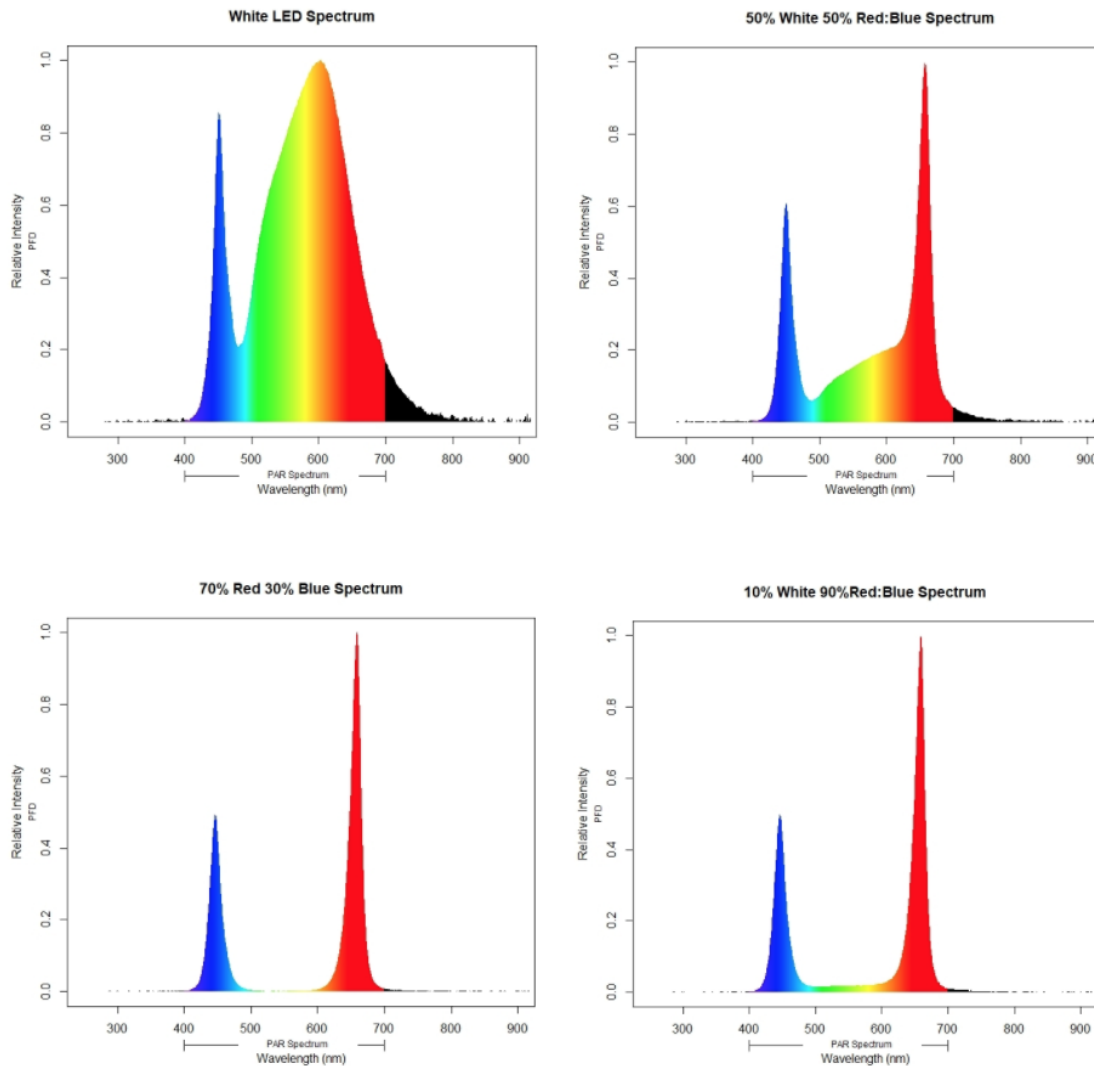 White LED Spectrum
Relative Intensity
PFD
1.0
0.8
0.6
0.4
0.2
0.0
300 400 500 600 700 800 900
PAR Spectrum
Wavelength (nm)
50% White 50% Red:Blue Spectrum
Relative Intensity
PFD
1.0
0.8
0.6
0.4
0.2
0.0
300 400 500 600 700 800 900
PAR Spectrum
Wavelength (nm)
70% Red 30% Blue Spectrum
Relative Intensity
PFD
1.0
0.8
0.6
0.4
0.2
0.0
300 400 500 600 700 800 900
PAR Spectrum
Wavelength (nm)
10% White 90%Red:Blue Spectrum
Relative Intensity
PFD
1.0
0.8
0.6
0.4
0.2
0.0
300 400 500 600 700 800 900
PAR Spectrum
Wavelength (nm)